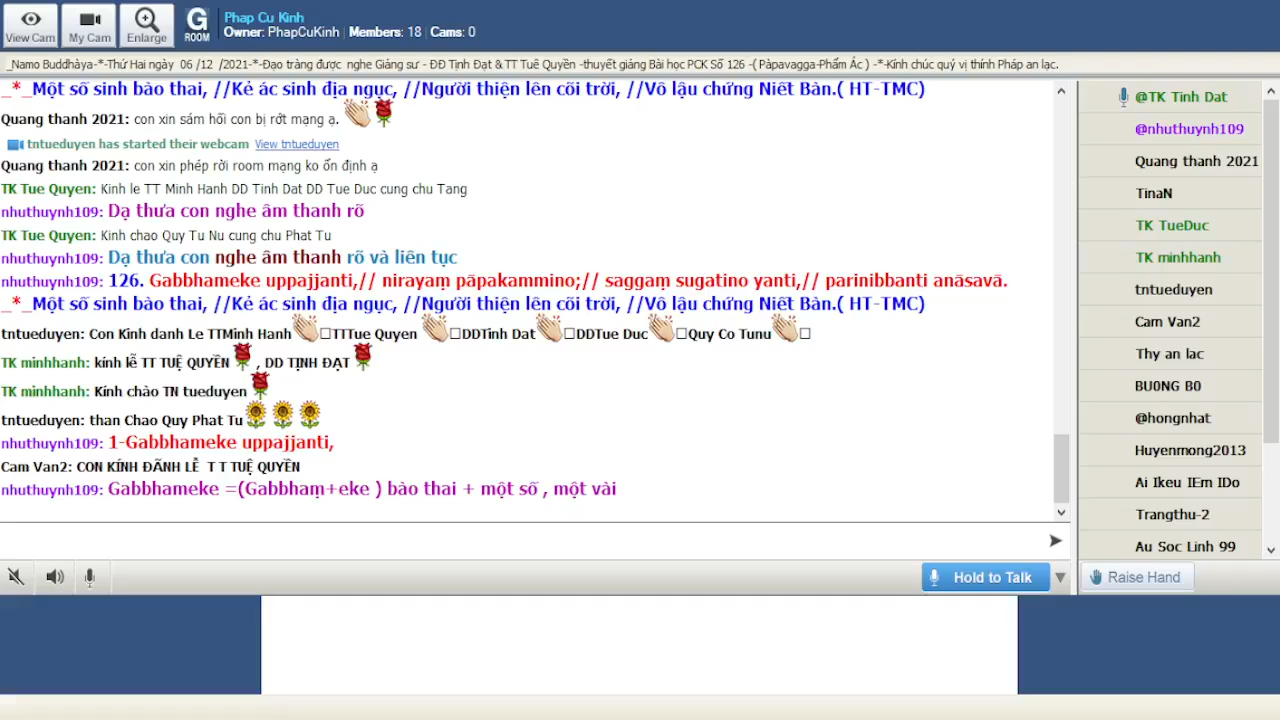 View Cam
My Cam
Enlarge
G
ROOM
Phap Cu Kinh
Owner: PhapCuKinh | Members: 18 | Cams: 0
_Namo Buddhàya-*-Thứ Hai ngày 06 /12 /2021-*-Đạo tràng được nghe Giảng sư - ĐĐ Tịnh Đạt & TT Tuệ Quyền -thuyết giảng Bài học PCK Số 126 -( Pàpavagga-Phẩm Ác ) -*-Kính chúc quý vị thính Pháp an lạc.
_*_Một số sinh bào thai, //Kẻ ác sinh địa ngục, //Người thiện lên cõi trời, //Vô lậu chứng Niết Bàn.( HT-TMC)
Quang thanh 2021: con xin sám hối con bị rớt mạng ạ.
tntueduyen has started their webcam View tntueduyen
Quang thanh 2021: con xin phép rời room mạng ko ổn định ạ
TK Tue Quyen: Kinh le TT Minh Hanh DD Tinh Dat DD Tue Duc cung chu Tang
nhuthuynh109: Dạ thưa con nghe âm thanh rõ
TK Tue Quyen: Kinh chao Quy Tu Nu cung chu Phat Tu
nhuthuynh109: Dạ thưa con nghe âm thanh rõ và liên tục
nhuthuynh109: 126. Gabbhameke uppajjanti,// nirayaṃ pāpakammino;// saggaṃ sugatino yanti,// parinibbanti anāsavā.
_*_Một số sinh bào thai, //Kẻ ác sinh địa ngục, //Người thiện lên cõi trời, //Vô lậu chứng Niết Bàn.( HT-TMC)
tntueduyen: Con Kinh danh Le TTMinh Hanh TTTue Quyen DDTinh Dat DDTue Duc Quy Co Tunu
TK minhhanh: kính lễ TT TUỆ QUYỀN , DD TỊNH ĐẠT
TK minhhanh: Kính chào TN tueduyen
tntueduyen: than Chao Quy Phat Tu
nhuthuynh109: 1-Gabbhameke uppajjanti,
Cam Van2: CON KÍNH ĐÃNH LỄ T T TUỆ QUYỀN
nhuthuynh109: Gabbhameke =(Gabbhaṃ+eke ) bào thai + một số , một vài
@TK Tinh Dat
@nhuthuynh109
Quang thanh 2021
TinaN
TK TueDuc
TK minhhanh
tntueduyen
Cam Van2
Thy an lac
BU0NG B0
@hongnhat
Huyenmong2013
Ai Ikeu IEm IDo
Trangthu-2
Au Soc Linh 99
Hold to Talk
Raise Hand